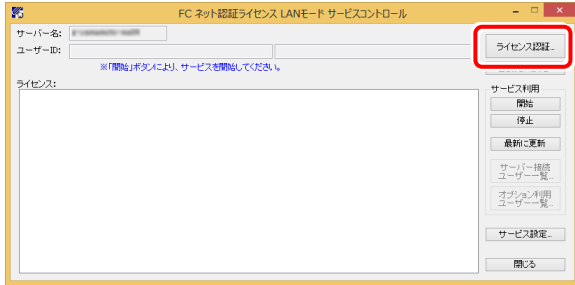 FC ネット認証ライセンス LANモード サービスコントロール
サーバー名:
ライセンス認証...
ユーザーID:
※「開始」ボタンにより、サービスを開始してください。
ライセンス:
サービス利用
開始
停止
最新に更新
サーバー接続
ユーザー一覧...
オプション利用
ユーザー一覧...
サービス設定...
閉じる